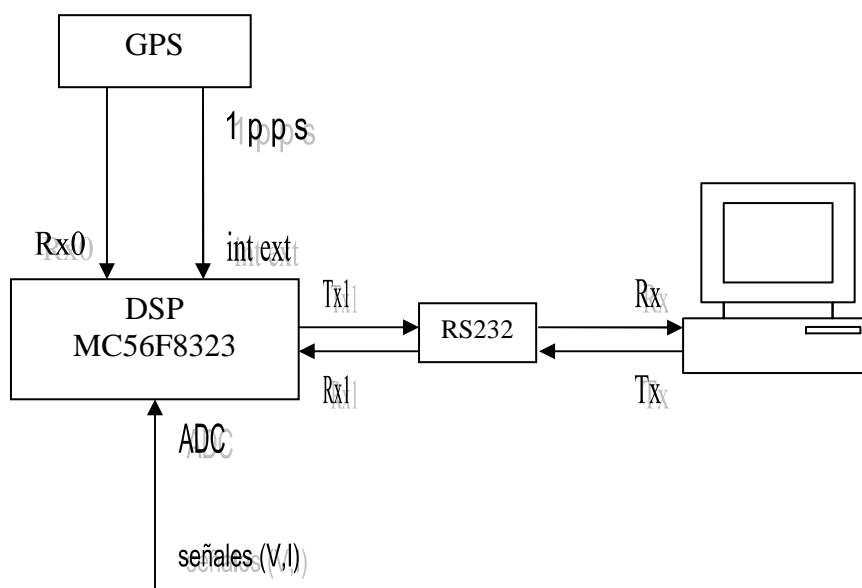 GPS
1 p p s
Rx0
int ext
DSP
MC56F8323
Tx1
RS232
Rx
Rx1
Tx
ADC
señales (V,I)